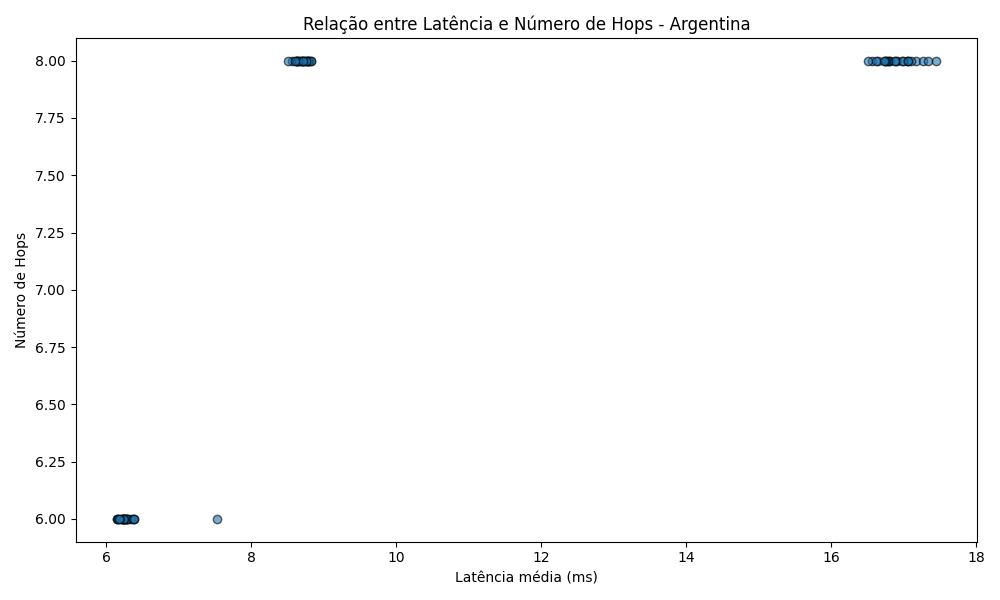 Relação entre Latência e Número de Hops - Argentina
Número de Hops
8.00
7.75
7.50
7.25
7.00
6.75
6.50
6.25
6.00
6 8 10 12 14 16 18
Latência média (ms)